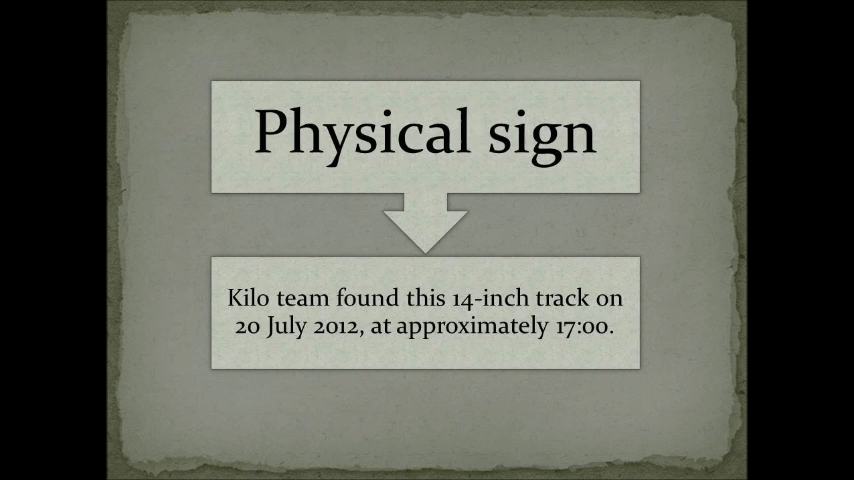 Physical sign
Kilo team found this 14-inch track on
20 July 2012, at approximately 17:00.